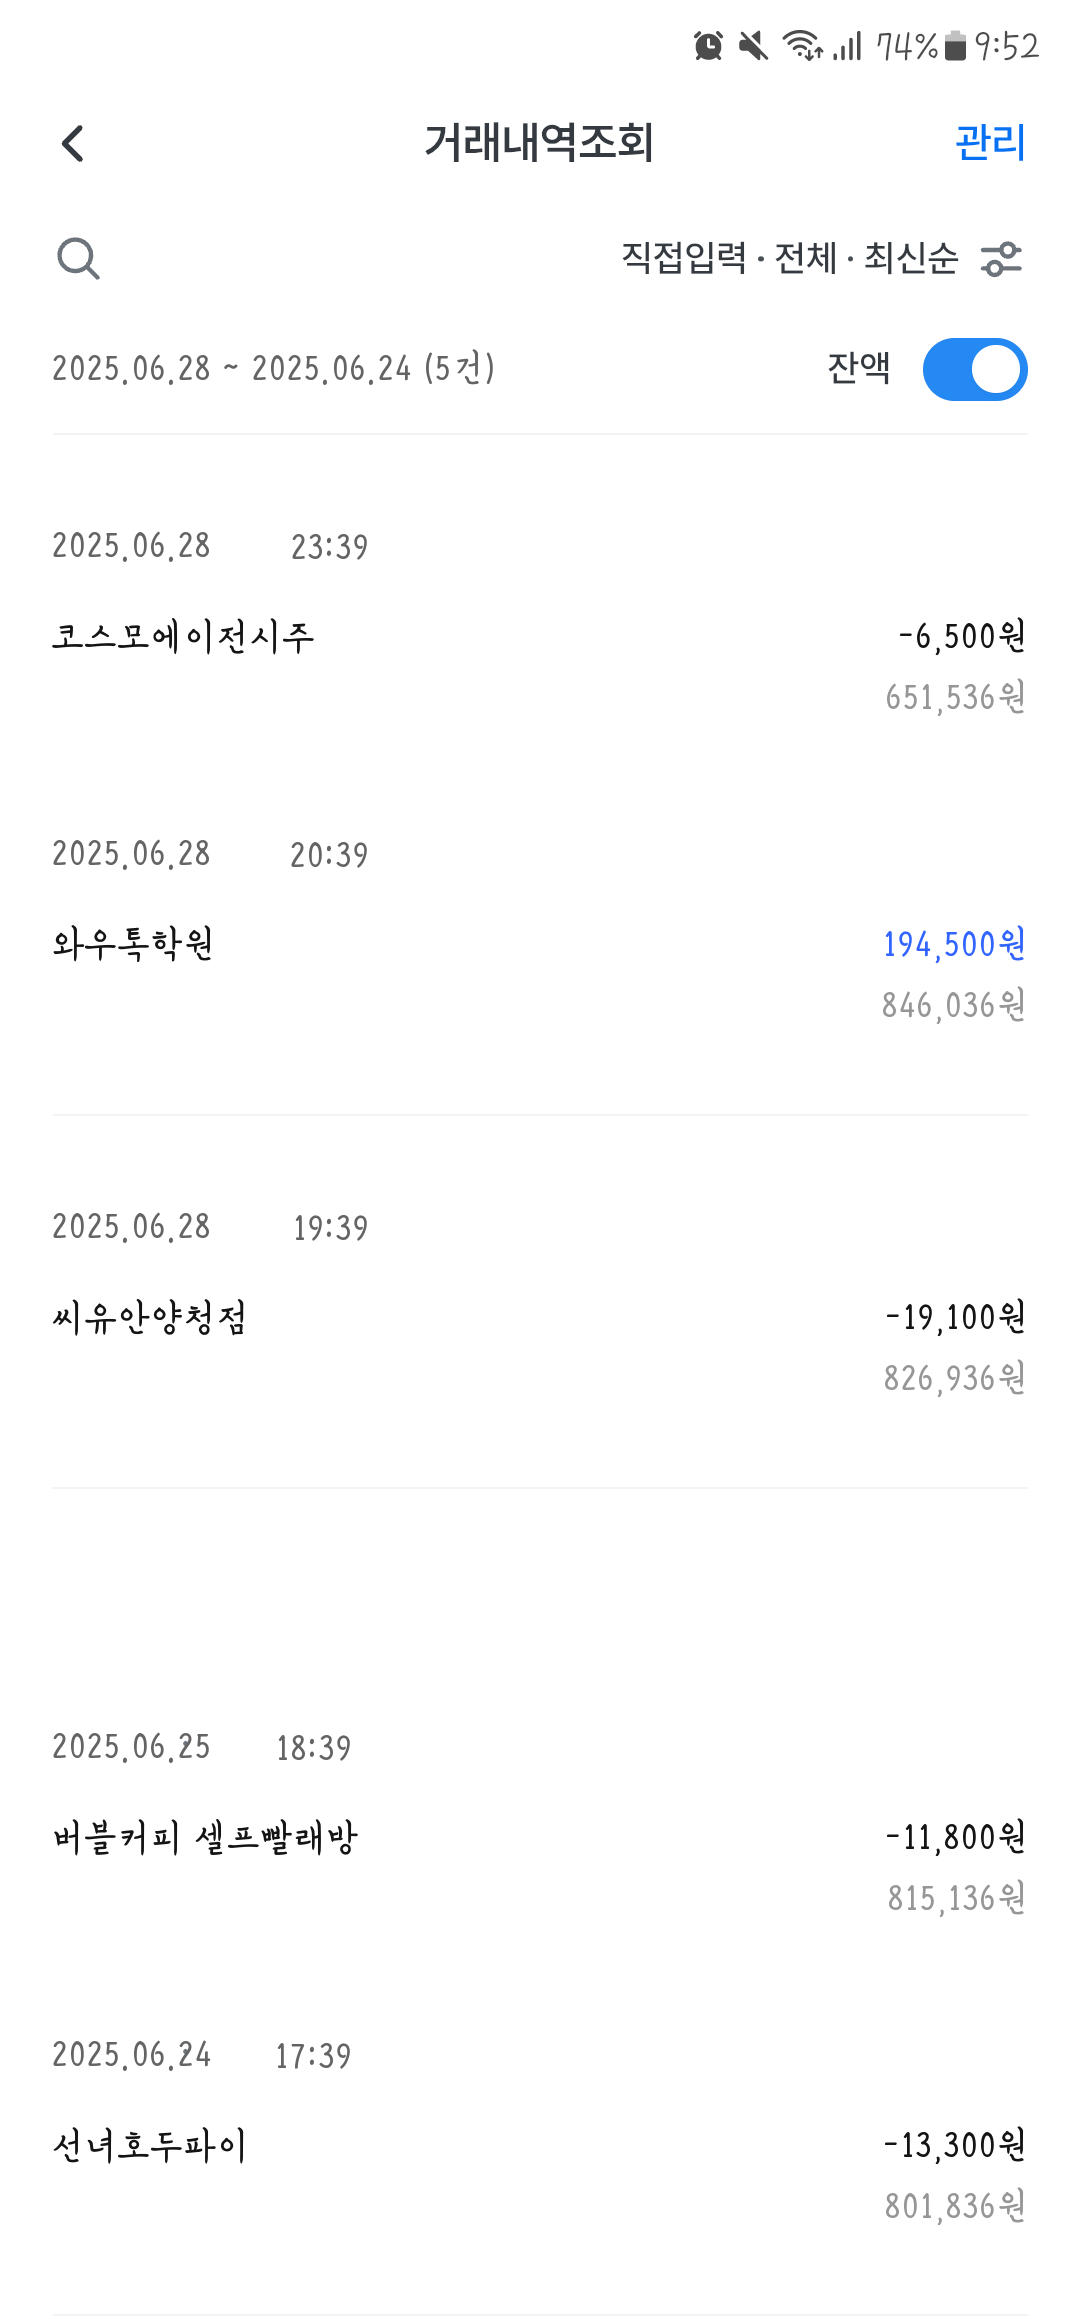 74% 9:52
거래내역조회 관리
직접입력 · 전체 · 최신순
2025.06.28 ~ 2025.06.24 (5건) 잔액
2025.06.28 23:39
코스모에이전시주 -6,500원
651,536원
2025.06.28 20:39
와우톡학원 194,500원
846,036원
2025.06.28 19:39
씨유안양청점 -19,100원
826,936원
2025.06.25 18:39
버블커피 셀프빨래방 -11,800원
815,136원
2025.06.24 17:39
선녀호두파이 -13,300원
801,836원